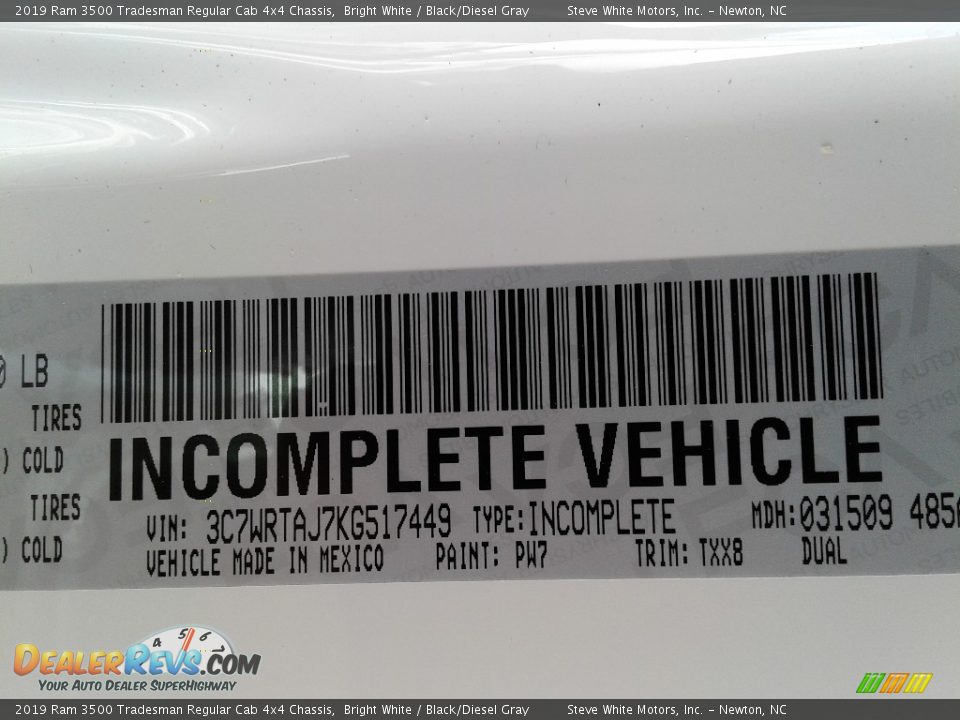 2019 Ram 3500 Tradesman Regular Cab 4x4 Chassis, Bright White / Black/Diesel Gray Steve White Motors, Inc. – Newton, NC
LB
TIRES
) COLD
TIRES
) COLD
INCOMPLETE VEHICLE
VIN: 3C7WRTAJ7KG517449 TYPE:INCOMPLETE MDH:031509 485
VEHICLE MADE IN MEXICO PAINT: PW7 TRIM: TXX8 DUAL
4 5 6
DEALERREVS.COM
YOUR AUTO DEALER SUPERHIGHWAY
2019 Ram 3500 Tradesman Regular Cab 4x4 Chassis, Bright White / Black/Diesel Gray Steve White Motors, Inc. – Newton, NC